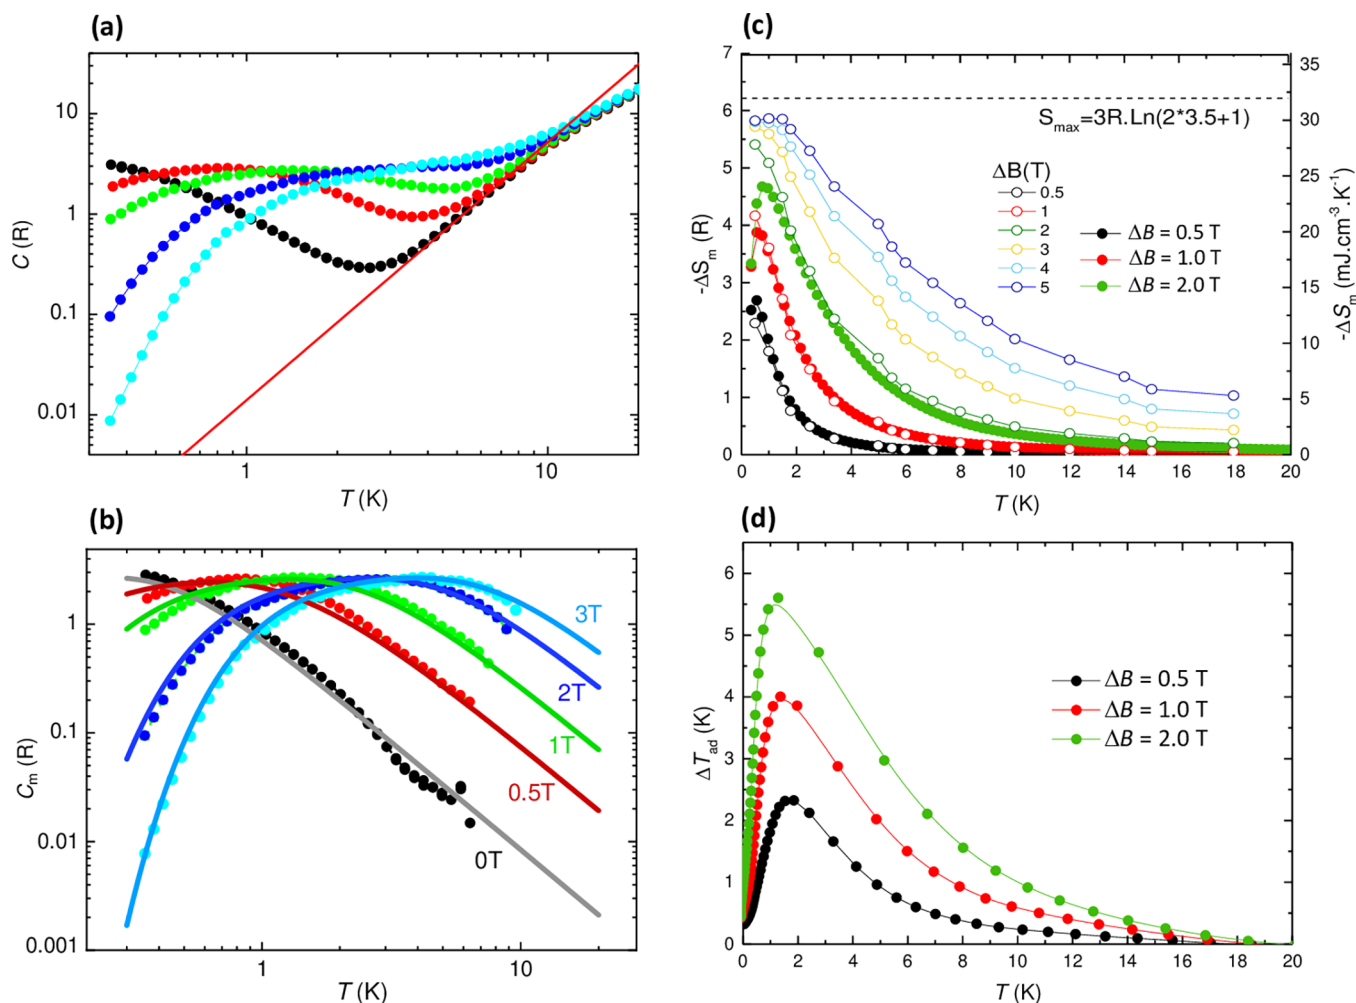 (a)
10
1
0.1
0.01
C (R)
1
10
T (K)
(c)
7
6
5
4
3
2
1
0
-ΔSm (R)
Smax=3R.Ln(2*3.5+1)
ΔB(T)
0.5
1
2
3
4
5
ΔB = 0.5 T
ΔB = 1.0 T
ΔB = 2.0 T
35
30
25
20
15
10
5
0
-ΔSm (mJ.cm-3.K-1)
0 2 4 6 8 10 12 14 16 18 20
T (K)
(b)
1
0.1
0.01
0.001
Cm (R)
3T
2T
1T
0.5T
0T
1
10
T (K)
(d)
6
5
4
3
2
1
0
ΔTad (K)
ΔB = 0.5 T
ΔB = 1.0 T
ΔB = 2.0 T
0 2 4 6 8 10 12 14 16 18 20
T (K)